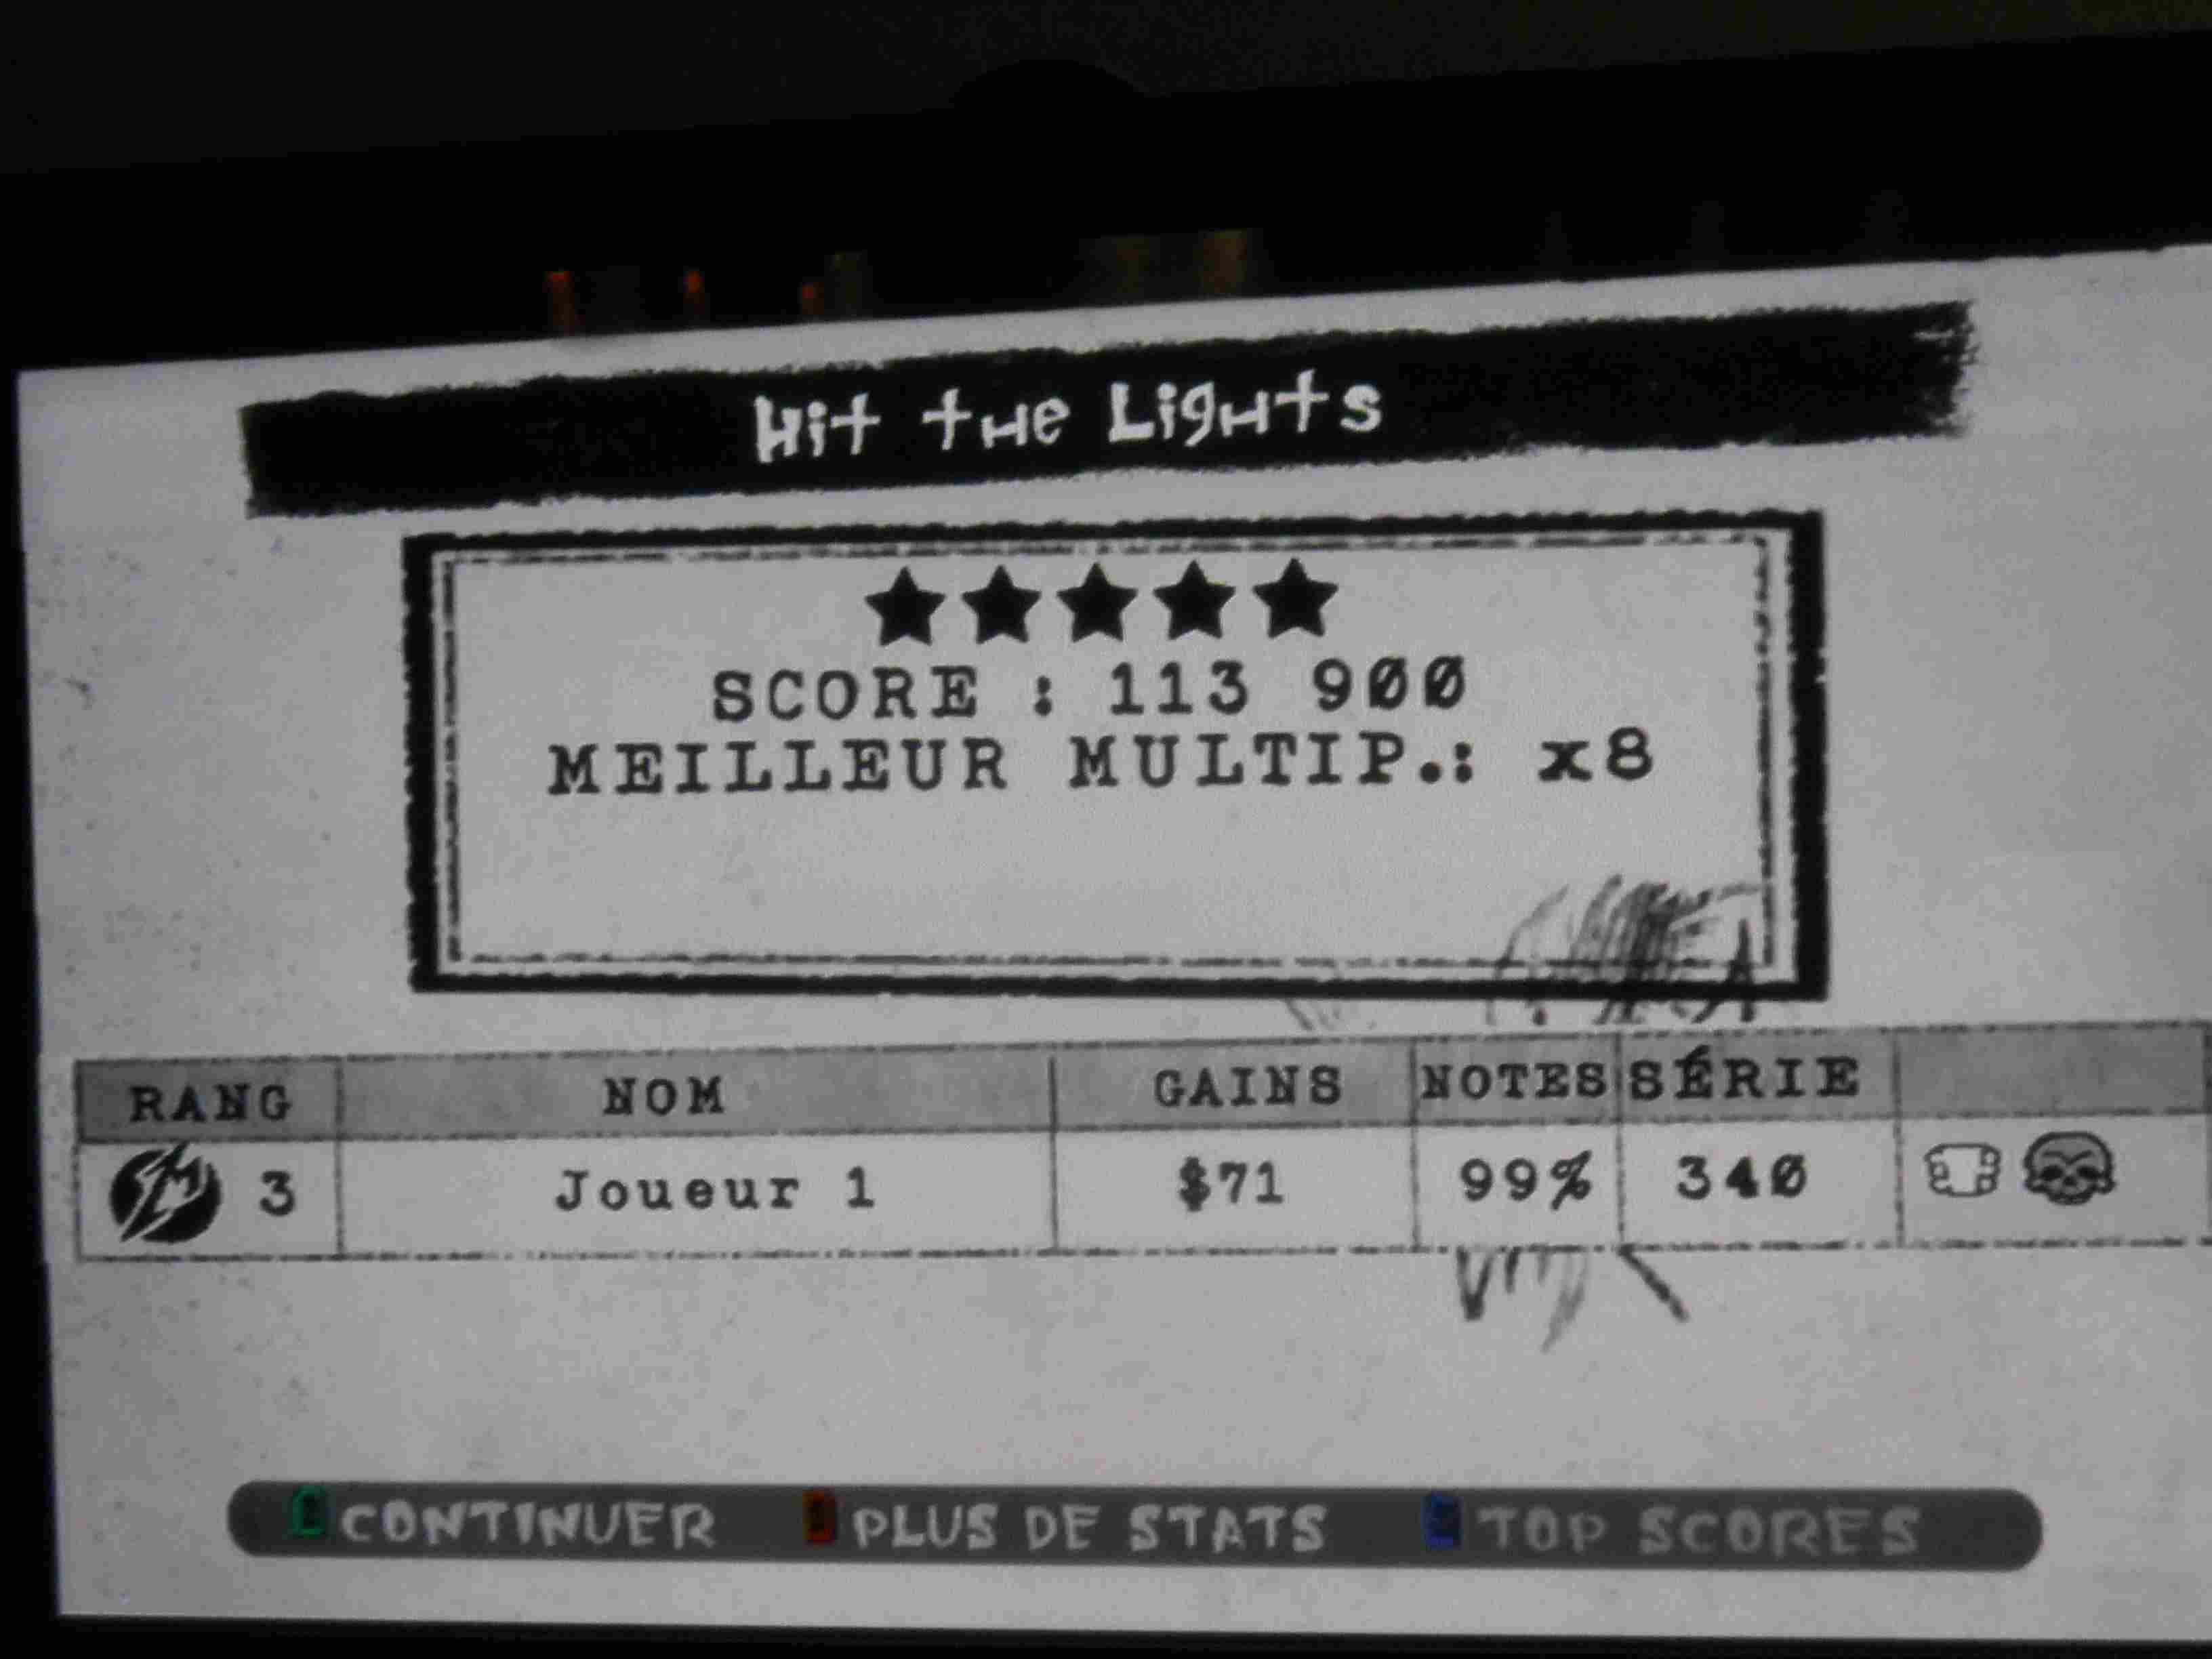 Hit the Lights
SCORE : 113 900
MEILLEUR MULTIP.: x8
RANG NOM GAINS NOTES SÉRIE
3 Joueur 1 $71 99% 340
CONTINUER PLUS DE STATS TOP SCORES